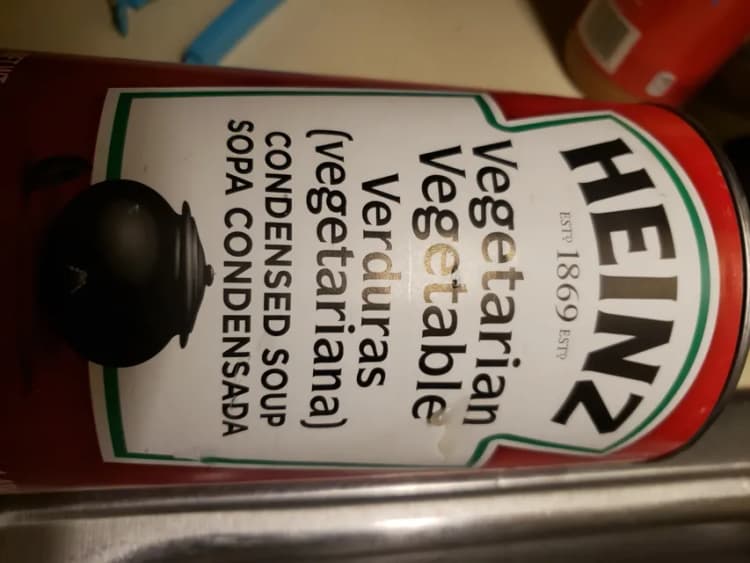 HEINZ
ESTD 1869 ESTD
Vegetarian
Vegetable
Verduras
(vegetariana)
CONDENSED SOUP
SOPA CONDENSADA